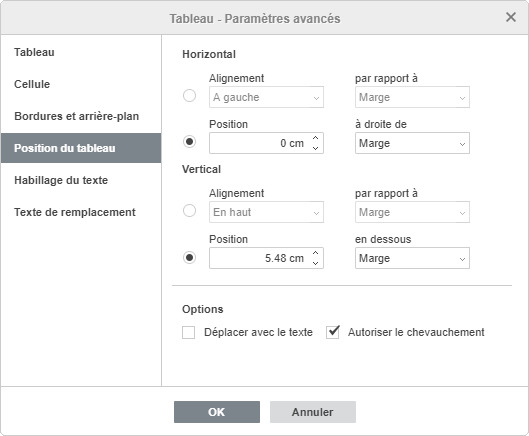 Tableau - Paramètres avancés
Tableau
Cellule
Bordures et arrière-plan
Position du tableau
Habillage du texte
Texte de remplacement
Horizontal
Alignement par rapport à
A gauche Marge
Position à droite de
0 cm Marge
Vertical
Alignement par rapport à
En haut Marge
Position en dessous
5.48 cm Marge
Options
Déplacer avec le texte Autoriser le chevauchement
OK Annuler